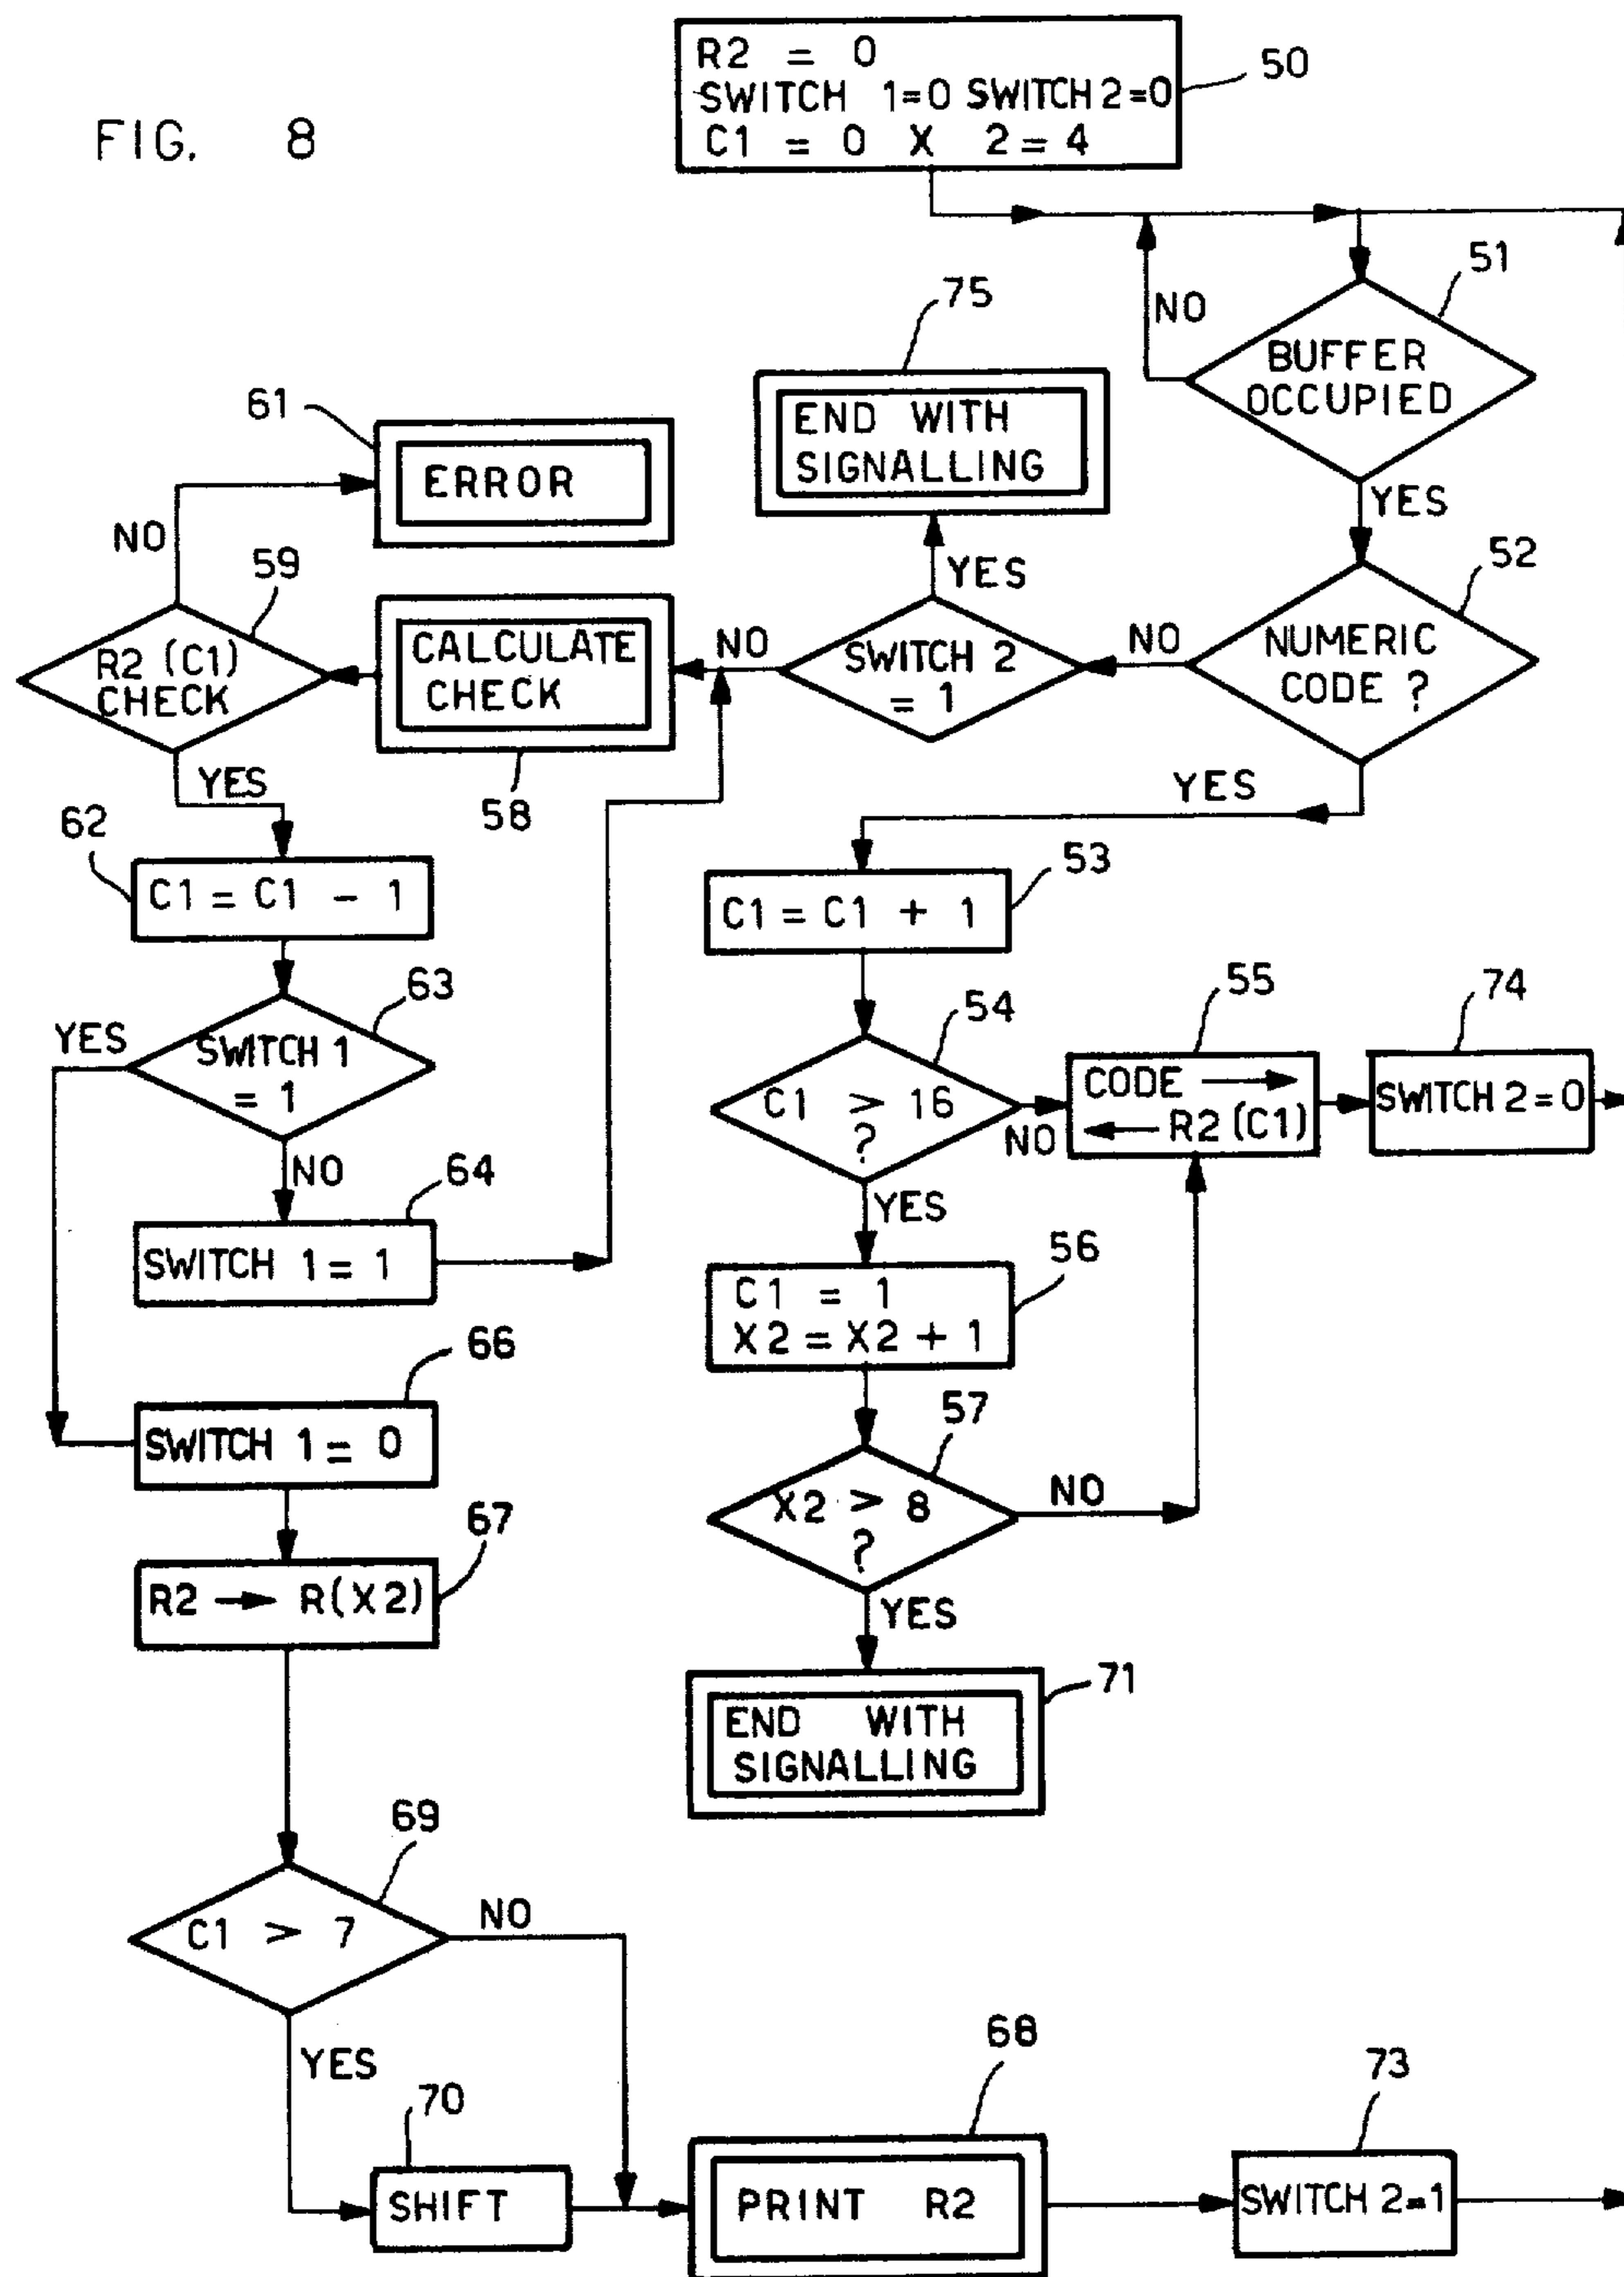 FIG. 8
R2 = 0
SWITCH 1=0 SWITCH 2=0
C1 = 0 X 2 = 4
50
51
BUFFER
OCCUPIED
NO
YES
75
END WITH
SIGNALLING
61
ERROR
NO
59
R2 (C1)
CHECK
YES
CALCULATE
CHECK
58
NO
YES
SWITCH 2
= 1
NO
52
NUMERIC
CODE ?
YES
62
C1 = C1 - 1
53
C1 = C1 + 1
63
YES
SWITCH 1
= 1
NO
54
C1 > 16
?
NO
YES
55
CODE →
← R2 (C1)
74
SWITCH 2 = 0
64
SWITCH 1 = 1
56
C1 = 1
X2 = X2 + 1
66
SWITCH 1 = 0
57
X2 > 8
?
NO
YES
67
R2 → R(X2)
71
END WITH
SIGNALLING
69
C1 > 7
NO
YES
70
SHIFT
68
PRINT R2
73
SWITCH 2=1